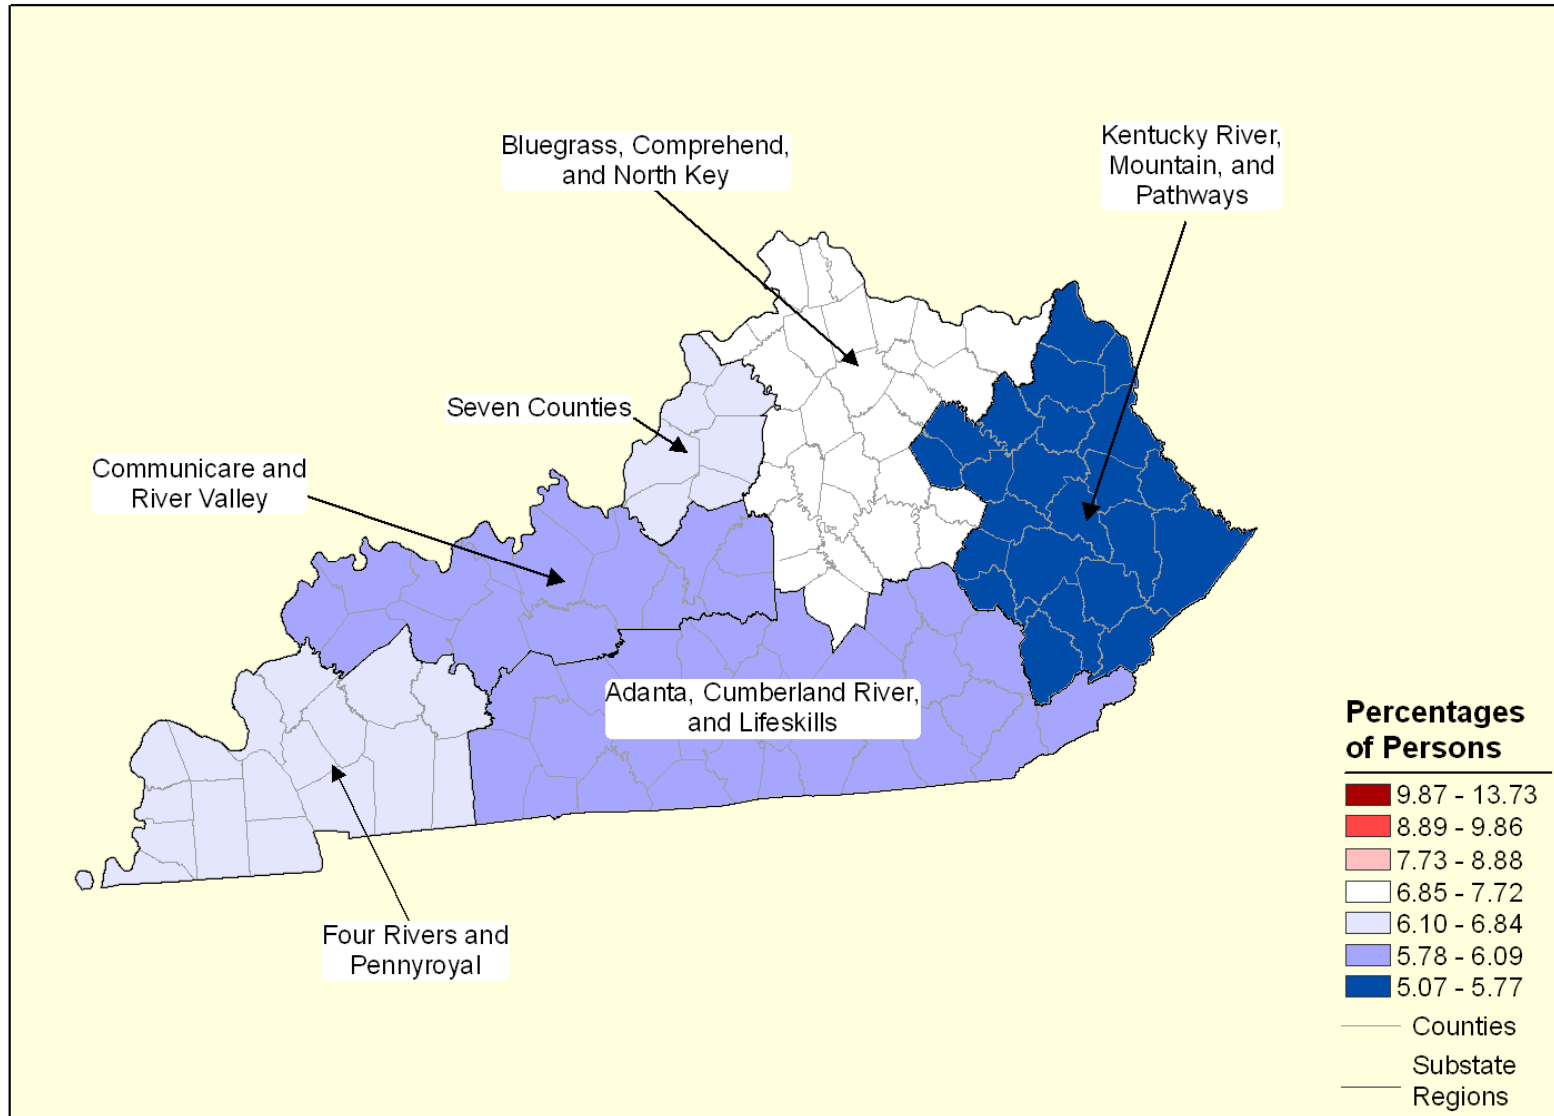 Bluegrass, Comprehend,
and North Key
Kentucky River,
Mountain, and
Pathways
Seven Counties
Communicare and
River Valley
Adanta, Cumberland River,
and Lifeskills
Four Rivers and
Pennyroyal
Percentages
of Persons
9.87 - 13.73
8.89 - 9.86
7.73 - 8.88
6.85 - 7.72
6.10 - 6.84
5.78 - 6.09
5.07 - 5.77
Counties
Substate
Regions